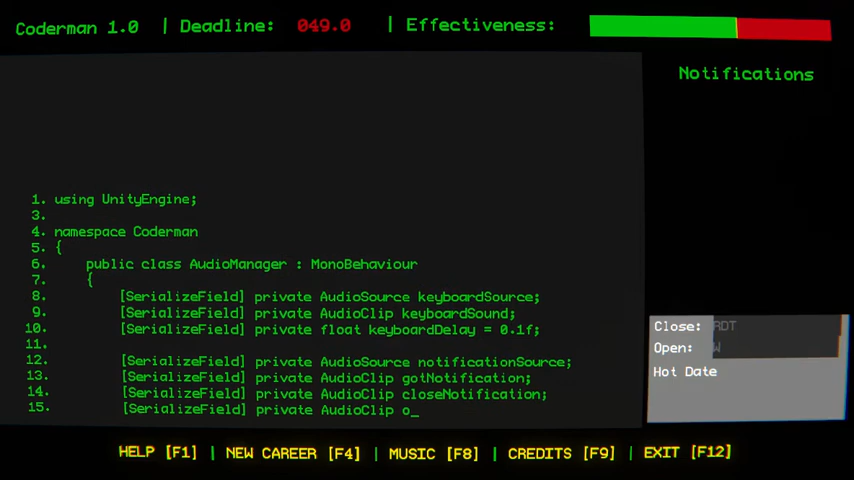 Coderman 1.0 | Deadline: 049.0 | Effectiveness:
Notifications
1. using UnityEngine;
3.
4. namespace Coderman
5. {
6. public class AudioManager : MonoBehaviour
7. {
8. [SerializeField] private AudioSource keyboardSource;
9. [SerializeField] private AudioClip keyboardSound;
10. [SerializeField] private float keyboardDelay = 0.1f;
11.
12. [SerializeField] private AudioSource notificationSource;
13. [SerializeField] private AudioClip gotNotification;
14. [SerializeField] private AudioClip closeNotification;
15. [SerializeField] private AudioClip o_
Close: RDT
Open: W
Hot Date
HELP [F1] | NEW CAREER [F4] | MUSIC [F8] | CREDITS [F9] | EXIT [F12]